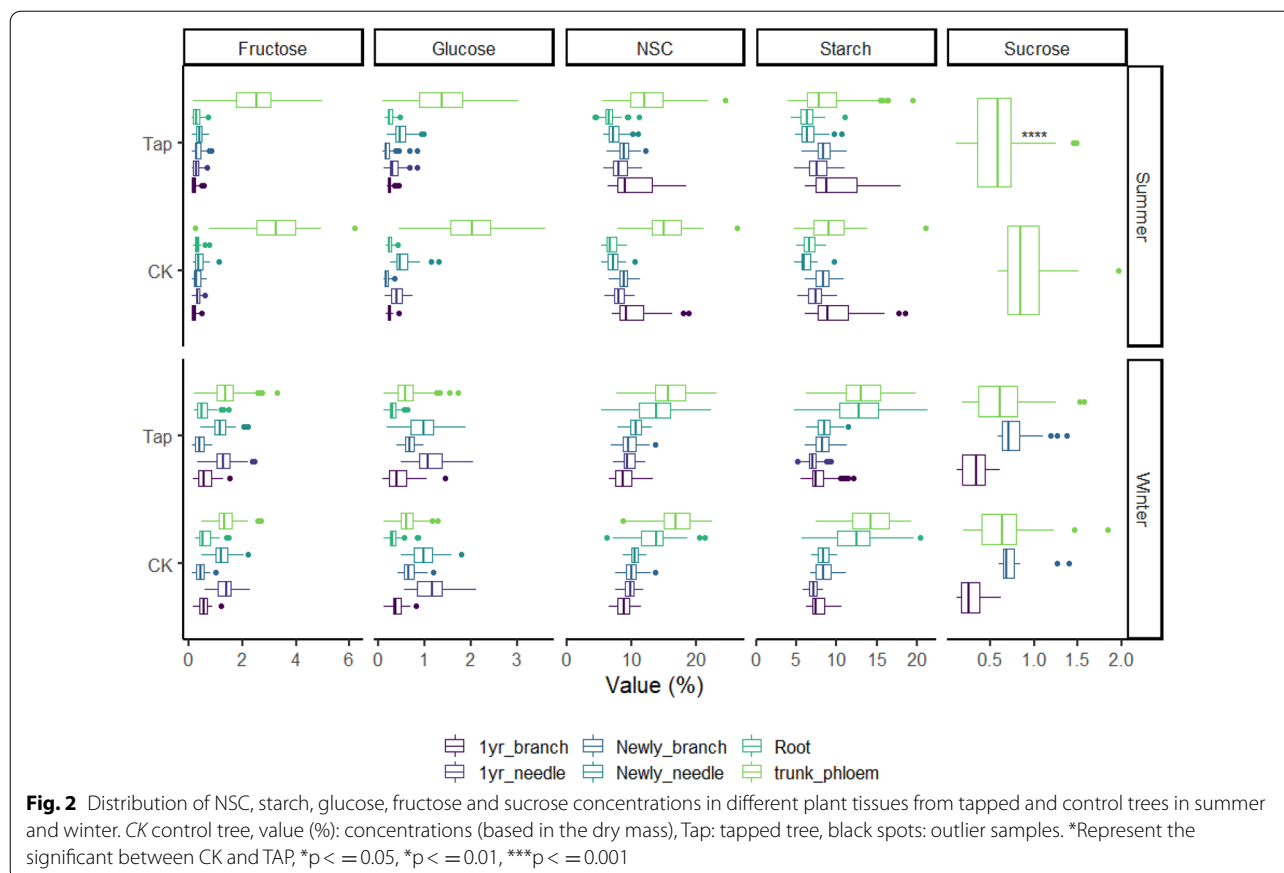 Fructose Glucose NSC Starch Sucrose
Tap
****
Summer
CK
Tap
Winter
CK
0 2 4 6 0 1 2 3 0 10 20 0 5 10 15 20 0.5 1.0 1.5 2.0
Value (%)
1yr_branch Newly_branch Root
1yr_needle Newly_needle trunk_phloem
Fig. 2 Distribution of NSC, starch, glucose, fructose and sucrose concentrations in different plant tissues from tapped and control trees in summer
and winter. CK control tree, value (%): concentrations (based in the dry mass), Tap: tapped tree, black spots: outlier samples. *Represent the
significant between CK and TAP, *p < = 0.05, *p < = 0.01, ***p < = 0.001